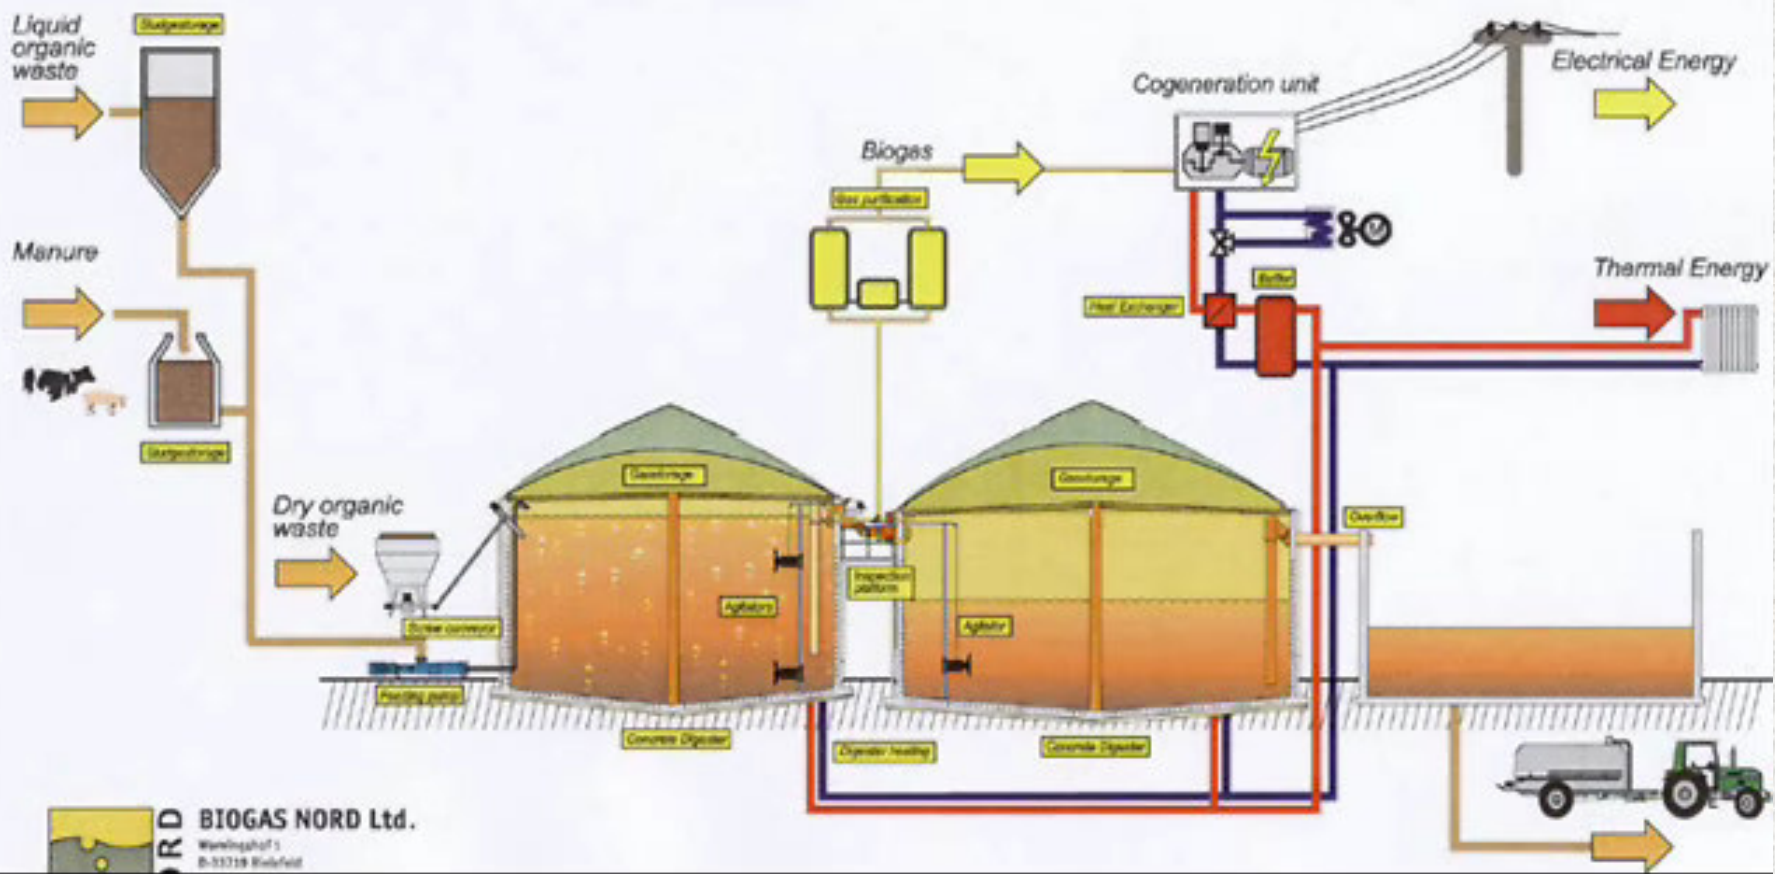 Liquid
organic
waste
Sludgestorage
Manure
Sludgestorage
Dry organic
waste
Screw conveyor
Feeding pump
Gasstorage
Agitators
Concrete Digester
Inspection
platform
Digester heating
Biogas
Gas purification
Gasstorage
Agitator
Concrete Digester
Cogeneration unit
Heat Exchanger
Buffer
Electrical Energy
Thermal Energy
Overflow
BIOGAS NORD Ltd.
ORD